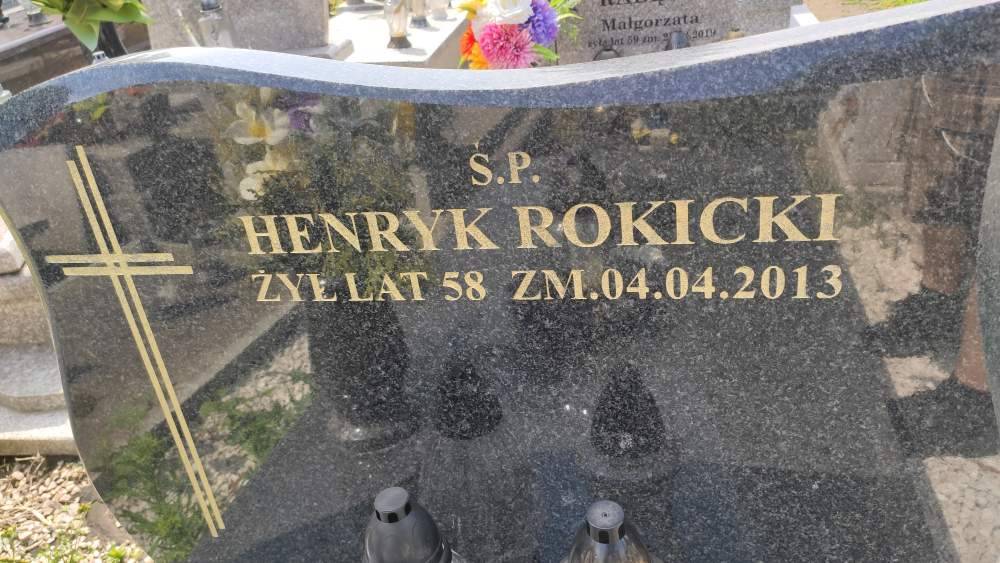 Małgorzata
Ś.P.
HENRYK ROKICKI
ŻYŁ LAT 58 ZM.04.04.2013